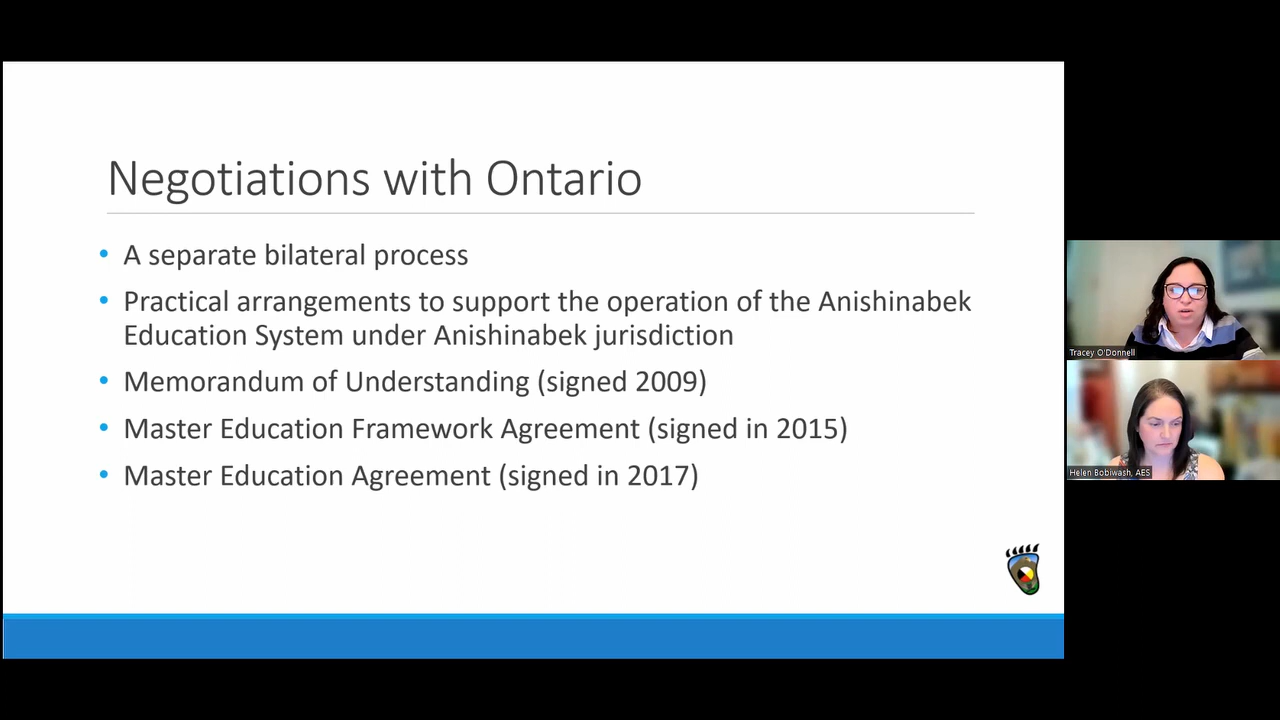 Negotiations with Ontario
• A separate bilateral process
• Practical arrangements to support the operation of the Anishinabek
Education System under Anishinabek jurisdiction
• Memorandum of Understanding (signed 2009)
• Master Education Framework Agreement (signed in 2015)
• Master Education Agreement (signed in 2017)
Tracey O'Donnell
Helen Bobiwash, AES